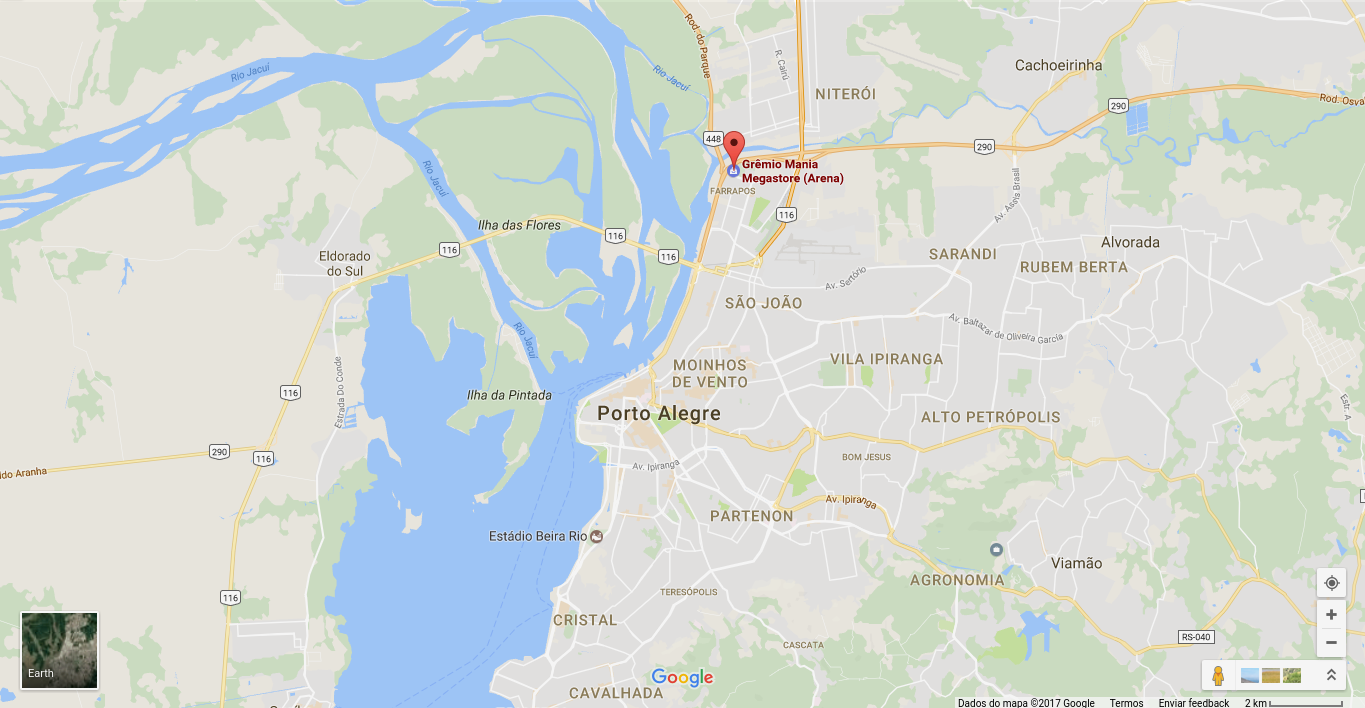 Rod. do Parque
R. Cairú
Cachoeirinha
Rio Jacuí
Rio Jacuí
NITERÓI
290
Rod. Osva
448
290
Grêmio Mania
Megastore (Arena)
Rio Jacuí
FARRAPOS
Av. Assis Brasil
116
Ilha das Flores
116
116
116
Alvorada
SARANDI
Eldorado
do Sul
RUBEM BERTA
Av. Sertório
SÃO JOÃO
Av. Baltazar de Oliveira Garcia
Rio Jacuí
MOINHOS
DE VENTO
VILA IPIRANGA
Estrada Do Conde
116
Ilha da Pintada
Estr. A
Porto Alegre
ALTO PETRÓPOLIS
290
116
BOM JESUS
do Aranha
Av. Ipiranga
Av. Ipiranga
PARTENON
Estádio Beira Rio
Viamão
AGRONOMIA
TERESÓPOLIS
116
CRISTAL
RS-040
CASCATA
Earth
Google
CAVALHADA
Dados do mapa ©2017 Google Termos Enviar feedback 2 km